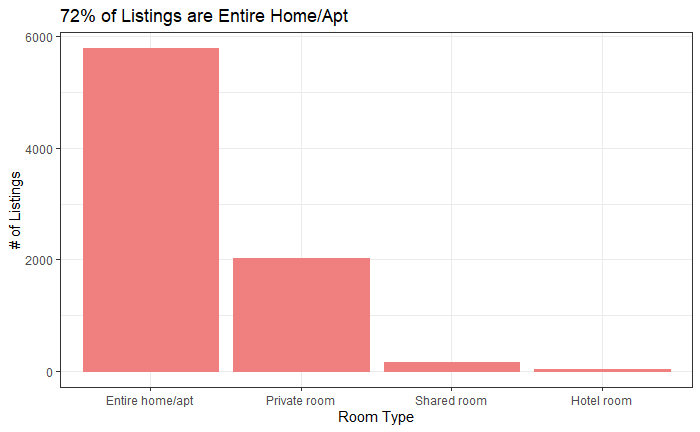 72% of Listings are Entire Home/Apt
# of Listings
6000
4000
2000
0
Entire home/apt Private room Shared room Hotel room
Room Type